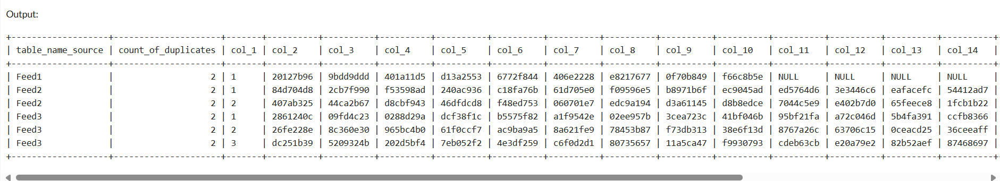 Output:
+-------------------+---------------------+-------+----------+----------+----------+----------+----------+----------+----------+----------+----------+----------+----------+----------+----------+-
| table_name_source | count_of_duplicates | col_1 | col_2    | col_3    | col_4    | col_5    | col_6    | col_7    | col_8    | col_9    | col_10   | col_11   | col_12   | col_13   | col_14   |
+-------------------+---------------------+-------+----------+----------+----------+----------+----------+----------+----------+----------+----------+----------+----------+----------+----------+-
| Feed1             |                   2 | 1     | 20127b96 | 9bdd9ddd | 401a11d5 | d13a2553 | 6772f844 | 406e2228 | e8217677 | 0f70b849 | f66c8b5e | NULL     | NULL     | NULL     | NULL     |
| Feed2             |                   2 | 1     | 84d704d8 | 2cb7f990 | f53598ad | 240ac936 | c18fa76b | 61d705e0 | f09596e5 | b8971b6f | ec9045ad | ed5764d6 | 3e3446c6 | eafacefc | 54412ad7 |
| Feed2             |                   2 | 2     | 407ab325 | 44ca2b67 | d8cbf943 | 46dfdcd8 | f48ed753 | 060701b7 | edc9a194 | d3a61145 | d8b8edce | 7044c5e9 | e402b7d0 | 65feece8 | 1fcb1b22 |
| Feed3             |                   2 | 1     | 2861240c | 09fd4c23 | 0288d29a | dcf38f1c | b5575f82 | a1f9542e | 02ee957b | 3cea723c | 41bf046b | 95bf21fa | a72c046d | 5b4fa391 | ccfb8366 |
| Feed3             |                   2 | 2     | 26fe228e | 8c360e30 | 965bc4b0 | 61f0ccf7 | ac9ba9a5 | 8a621fe9 | 78453b87 | f73db313 | 38e6f13d | 8767a26c | 63706c15 | 0ceacd25 | 36ceeaff |
| Feed3             |                   2 | 3     | dc251b39 | 5209324b | 202d5bf4 | 7eb052f2 | 4e3df259 | c6f0d2d1 | 80735657 | 11a5ca47 | f9930793 | cdeb63cb | e20a79e2 | 82b52aef | 87468697 |
+-------------------+---------------------+-------+----------+----------+----------+----------+----------+----------+----------+----------+----------+----------+----------+----------+----------+-